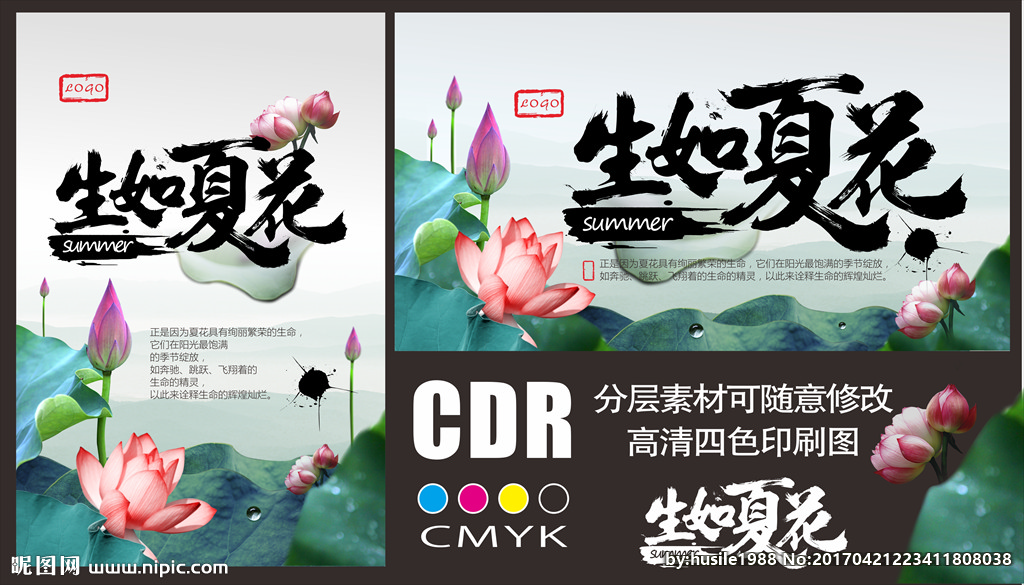 LOGO
生如夏花
summer
正是因为夏花具有绚丽繁荣的生命，
它们在阳光最饱满
的季节绽放，
如奔驰、跳跃、飞翔着的
生命的精灵，
以此来诠释生命的辉煌灿烂。
LOGO
生如夏花
summer
正是因为夏花具有绚丽繁荣的生命，它们在阳光最饱满的季节绽放，
如奔驰、跳跃、飞翔着的生命的精灵，以此来诠释生命的辉煌灿烂。
CDR
分层素材可随意修改
高清四色印刷图
CMYK
生如夏花
summer
昵图网 www.nipic.com
by:husile1988 No:20170421223411808038